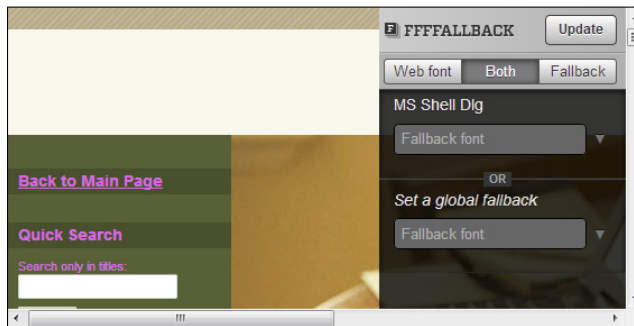 FFFFALLBACK
Update
Web font
Both
Fallback
MS Shell Dlg
Fallback font
OR
Set a global fallback
Fallback font
Back to Main Page
Quick Search
Search only in titles: